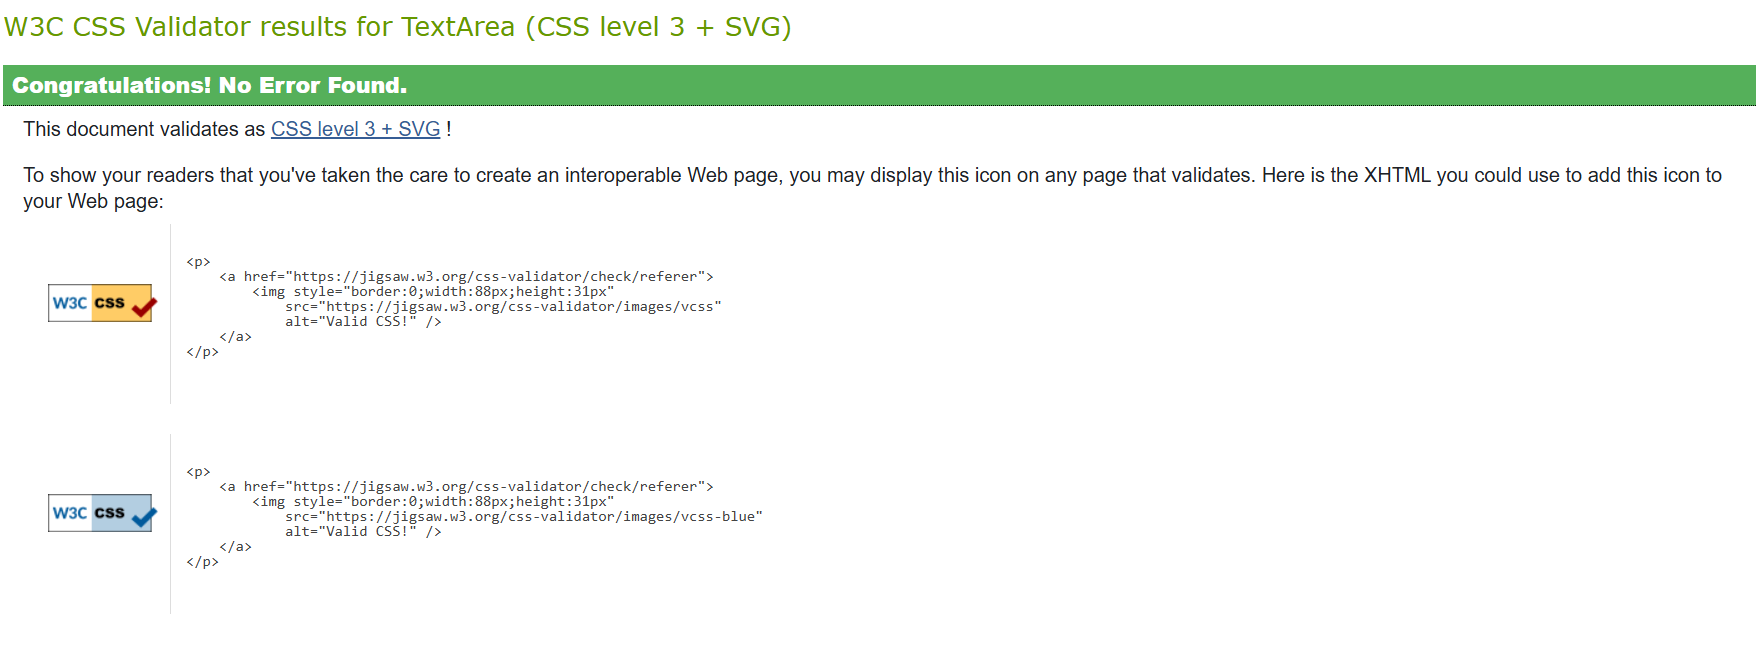 W3C CSS Validator results for TextArea (CSS level 3 + SVG)
Congratulations! No Error Found.
This document validates as CSS level 3 + SVG !
To show your readers that you've taken the care to create an interoperable Web page, you may display this icon on any page that validates. Here is the XHTML you could use to add this icon to
your Web page:
W3C css
<p>
    <a href="https://jigsaw.w3.org/css-validator/check/referer">
        <img style="border:0;width:88px;height:31px"
            src="https://jigsaw.w3.org/css-validator/images/vcss"
            alt="Valid CSS!" />
    </a>
</p>
W3C css
<p>
    <a href="https://jigsaw.w3.org/css-validator/check/referer">
        <img style="border:0;width:88px;height:31px"
            src="https://jigsaw.w3.org/css-validator/images/vcss-blue"
            alt="Valid CSS!" />
    </a>
</p>